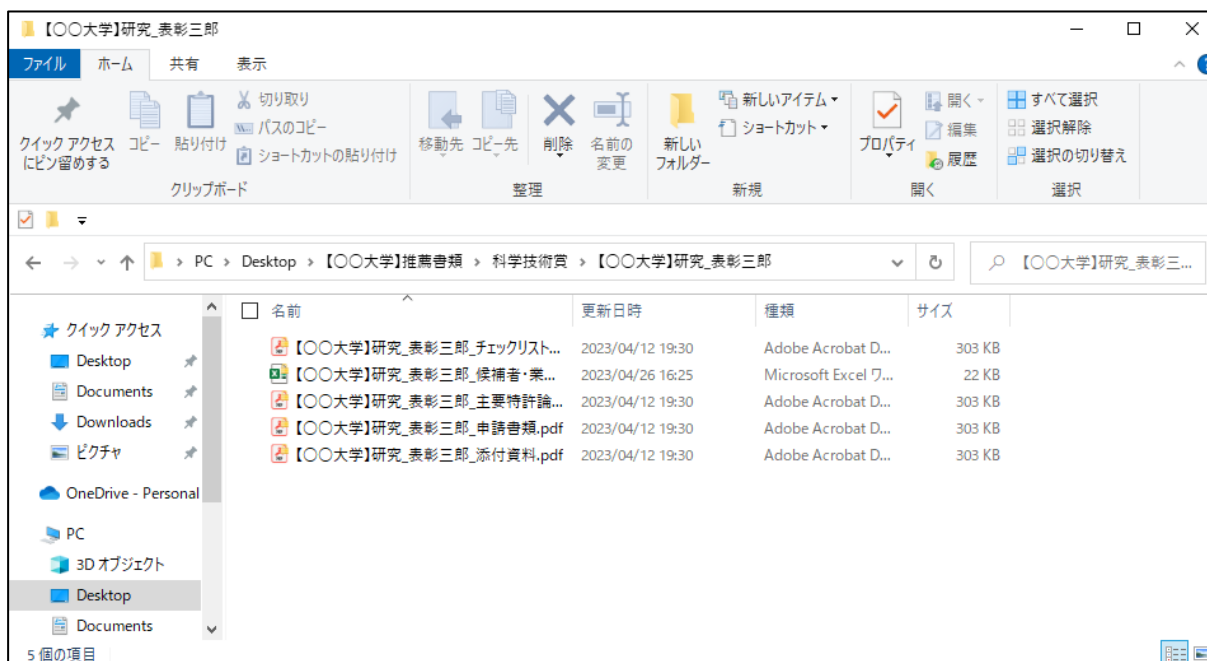 【〇〇大学】研究_表彰三郎
ファイル ホーム 共有 表示
クイック アクセスにピン留めする コピー 貼り付け 切り取り パスのコピー ショートカットの貼り付け
移動先 コピー先 削除 名前の変更 新しいフォルダー
新しいアイテム ショートカット プロパティ 開く 編集 履歴
すべて選択 選択解除 選択の切り替え
クリップボード 整理 新規 開く 選択
PC Desktop 【〇〇大学】推薦書類 科学技術賞 【〇〇大学】研究_表彰三郎 【〇〇大学】研究_表彰三...
名前 更新日時 種類 サイズ
【〇〇大学】研究_表彰三郎_チェックリスト... 2023/04/12 19:30 Adobe Acrobat D... 303 KB
【〇〇大学】研究_表彰三郎_候補者・業... 2023/04/26 16:25 Microsoft Excel ワ... 22 KB
【〇〇大学】研究_表彰三郎_主要特許論... 2023/04/12 19:30 Adobe Acrobat D... 303 KB
【〇〇大学】研究_表彰三郎_申請書類.pdf 2023/04/12 19:30 Adobe Acrobat D... 303 KB
【〇〇大学】研究_表彰三郎_添付資料.pdf 2023/04/12 19:30 Adobe Acrobat D... 303 KB
クイック アクセス
Desktop
Documents
Downloads
ピクチャ
OneDrive - Personal
PC
3D オブジェクト
Desktop
Documents
5 個の項目